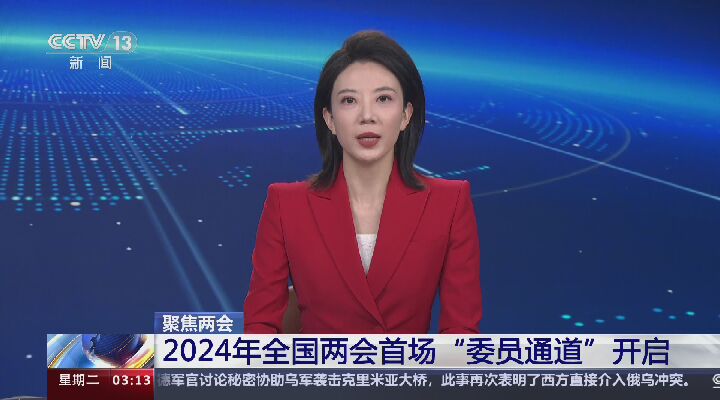 CCTV 13
新闻
聚焦两会
2024年全国两会首场“委员通道”开启
星期二 03:13 德军官讨论秘密协助乌军袭击克里米亚大桥，此事再次表明了西方直接介入俄乌冲突。